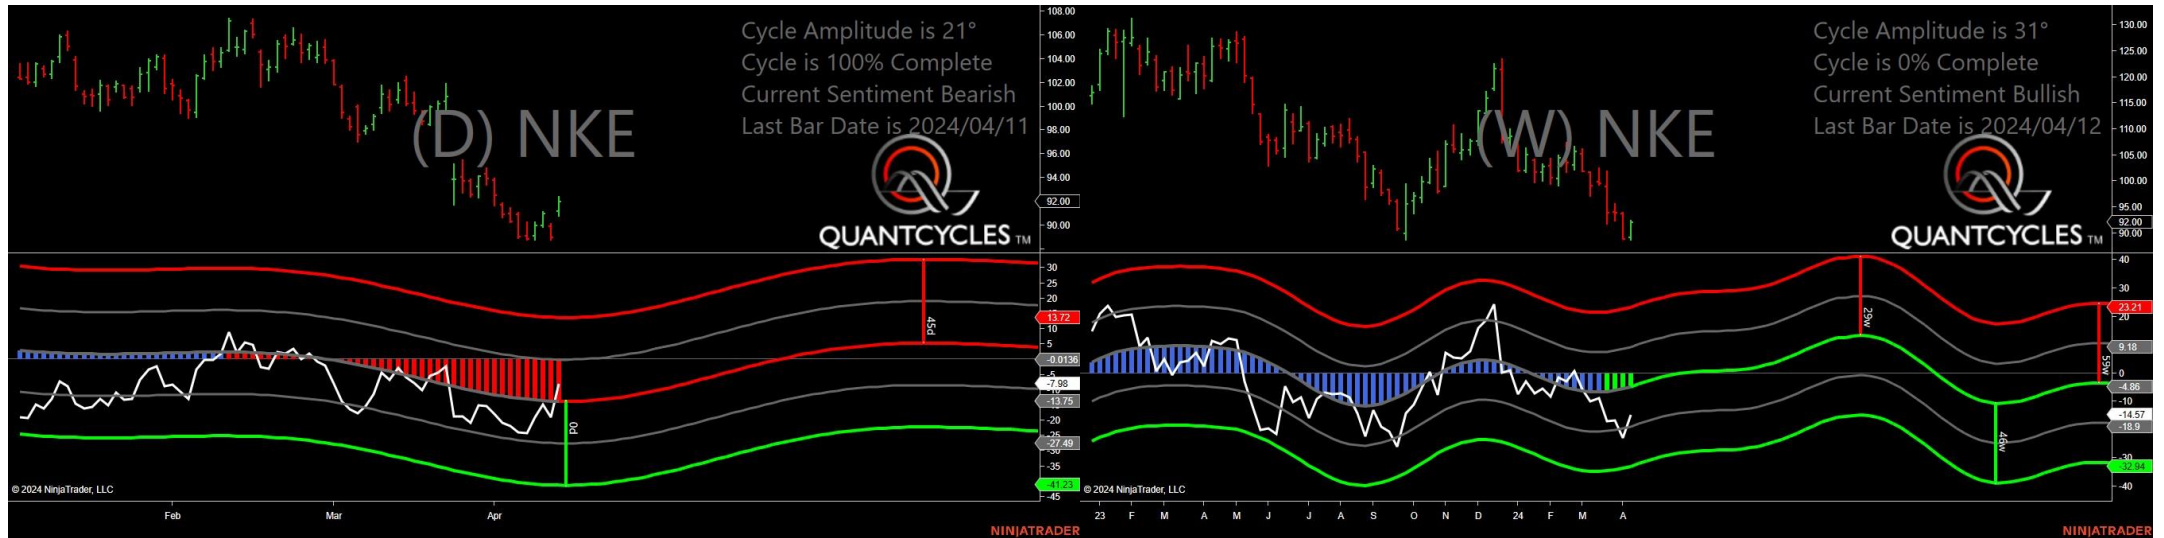 Cycle Amplitude is 21°
Cycle is 100% Complete
Current Sentiment Bearish
Last Bar Date is 2024/04/11
(D) NKE
QUANTCYCLES TM
108.00
106.00
104.00
102.00
100.00
98.00
96.00
94.00
92.00
90.00
30
25
20
13.72
10
5
-0.0136
-5
-7.98
-13.75
-20
-27.49
-30
-35
-41.23
-45
45d
0d
© 2024 NinjaTrader, LLC
Feb
Mar
Apr
NINJATRADER
Cycle Amplitude is 31°
Cycle is 0% Complete
Current Sentiment Bullish
Last Bar Date is 2024/04/12
(W) NKE
QUANTCYCLES TM
130.00
125.00
120.00
115.00
110.00
105.00
100.00
95.00
92.00
90.00
40
30
23.21
20
9.18
0
-4.86
-10
-14.57
-18.9
-30
-32.94
-40
29w
46w
59w
© 2024 NinjaTrader, LLC
23
F
M
A
M
J
J
A
S
O
N
D
24
F
M
A
NINJATRADER